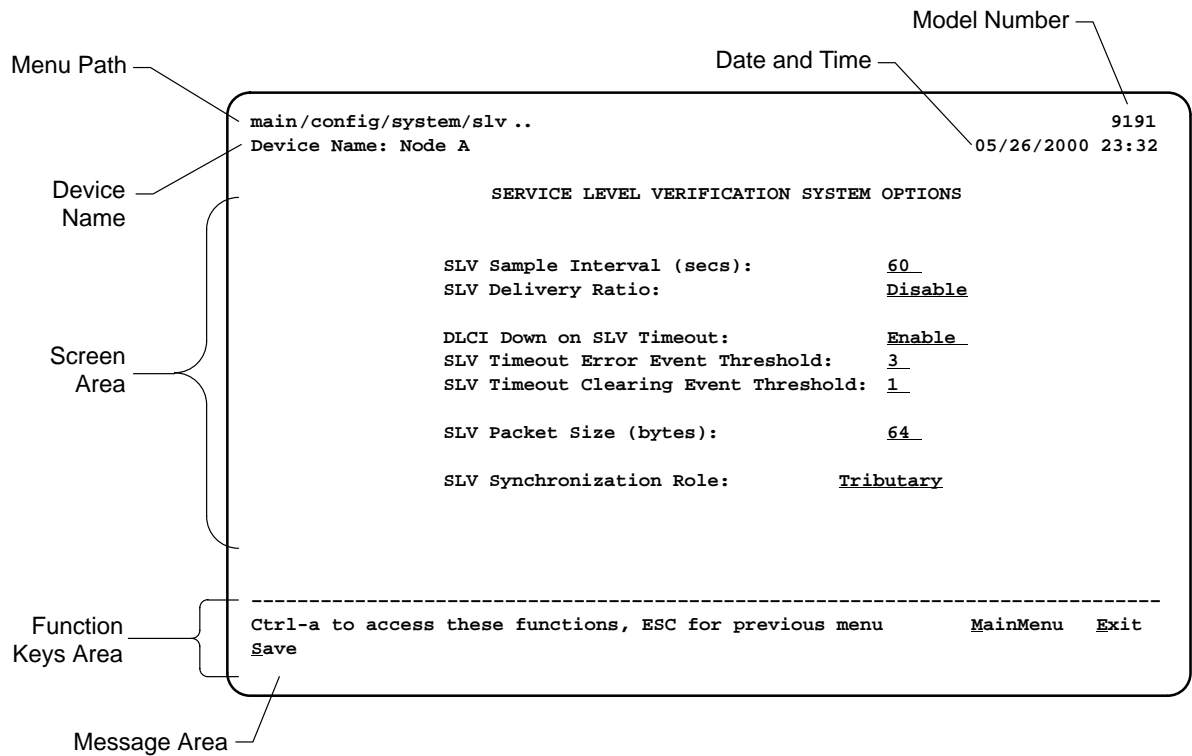 Model Number
Date and Time
Menu Path
main/config/system/slv .. 9191
Device Name: Node A 05/26/2000 23:32
Device
Name
SERVICE LEVEL VERIFICATION SYSTEM OPTIONS
SLV Sample Interval (secs): 60
SLV Delivery Ratio: Disable
DLCI Down on SLV Timeout: Enable
SLV Timeout Error Event Threshold: 3
SLV Timeout Clearing Event Threshold: 1
Screen
Area
SLV Packet Size (bytes): 64
SLV Synchronization Role: Tributary
--------------------------------------------------------------------------------
Ctrl-a to access these functions, ESC for previous menu MainMenu Exit
Save
Function
Keys Area
Message Area